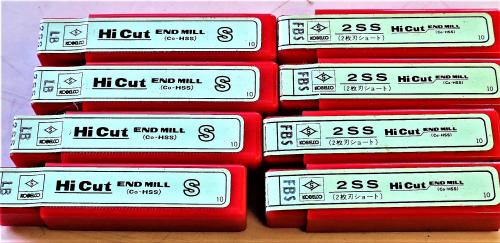 2SS LB KOBELCO Hi Cut END MILL (Co-HSS) S 10
2SS LB KOBELCO Hi Cut END MILL (Co-HSS) S 10
2SS LB KOBELCO Hi Cut END MILL (Co-HSS) S 10
LB KOBELCO Hi Cut END MILL (Co-HSS) S 10
FBS KOBELCO 2SS (2枚刃ショート) Hi Cut END MILL (Co-HSS) 10
FBS KOBELCO 2SS (2枚刃ショート) Hi Cut END MILL (Co-HSS) 10
FBS KOBELCO 2SS (2枚刃ショート) Hi Cut END MILL (Co-HSS) 10
FBS KOBELCO 2SS (2枚刃ショート) Hi Cut END MILL (Co-HSS) 10